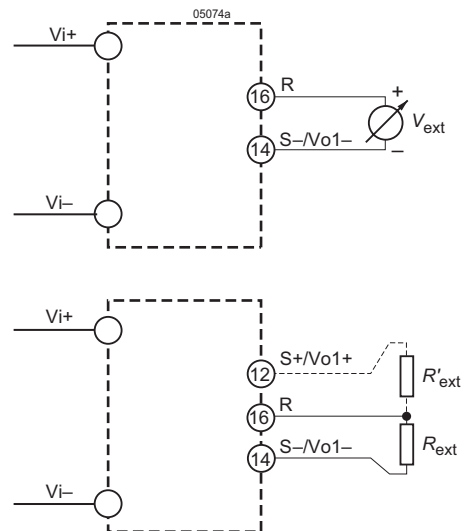 05074a
Vi+
16 R
+
Vext
14 S–/Vo1–
–
Vi–
Vi+
12 S+/Vo1+
R'ext
16 R
14 S–/Vo1–
Rext
Vi–